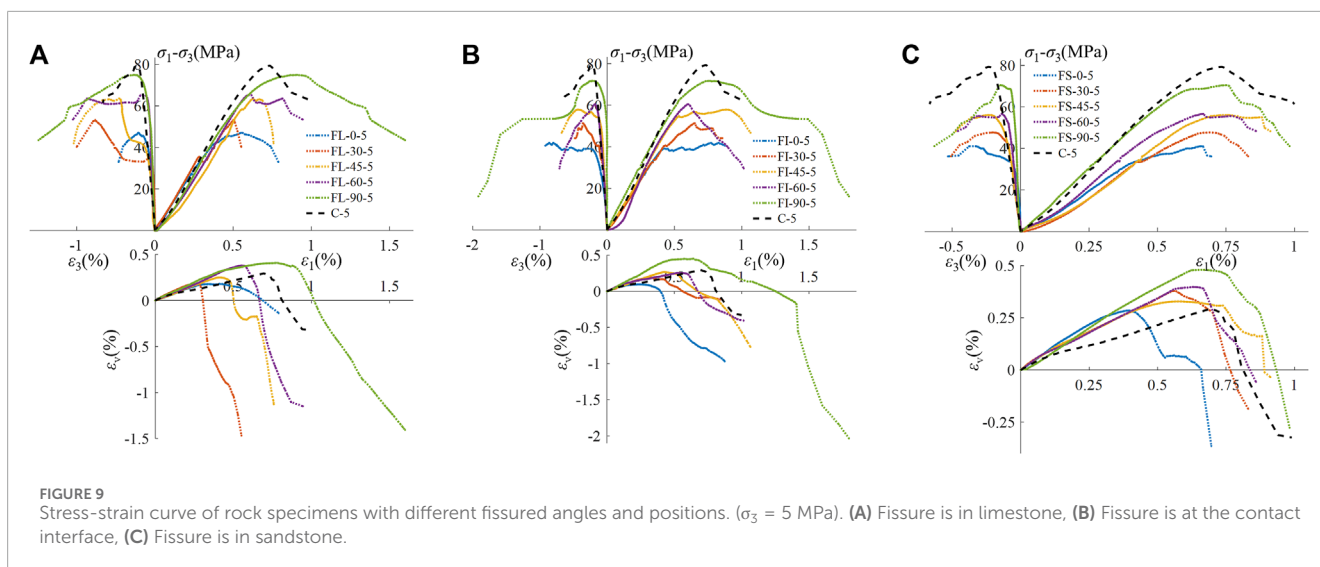 A
σ₁-σ₃(MPa)
80
60
40
20
FL-0-5
FL-30-5
FL-45-5
FL-60-5
FL-90-5
C-5
-1 0 0.5 1 1.5
ε₃(%) 0.5 ε₁(%)
0.5 1.5
0
-0.5
-1
-1.5
εᵥ(%)
B
σ₁-σ₃(MPa)
80
60
40
20
FI-0-5
FI-30-5
FI-45-5
FI-60-5
FI-90-5
C-5
-2 -1 0 0.5 1 1.5
ε₃(%) 0.5 ε₁(%)
0.5 1 1.5
0
-0.5
-1
-1.5
-2
εᵥ(%)
C
σ₁-σ₃(MPa)
80
60
40
20
FS-0-5
FS-30-5
FS-45-5
FS-60-5
FS-90-5
C-5
-0.5 0 0.25 0.5 0.75 1
ε₃(%) 0.5 ε₁(%)
0.25
0
0.25 0.5 0.75 1
-0.25
εᵥ(%)
FIGURE 9
Stress-strain curve of rock specimens with different fissured angles and positions. (σ₃ = 5 MPa). (A) Fissure is in limestone, (B) Fissure is at the contact
interface, (C) Fissure is in sandstone.